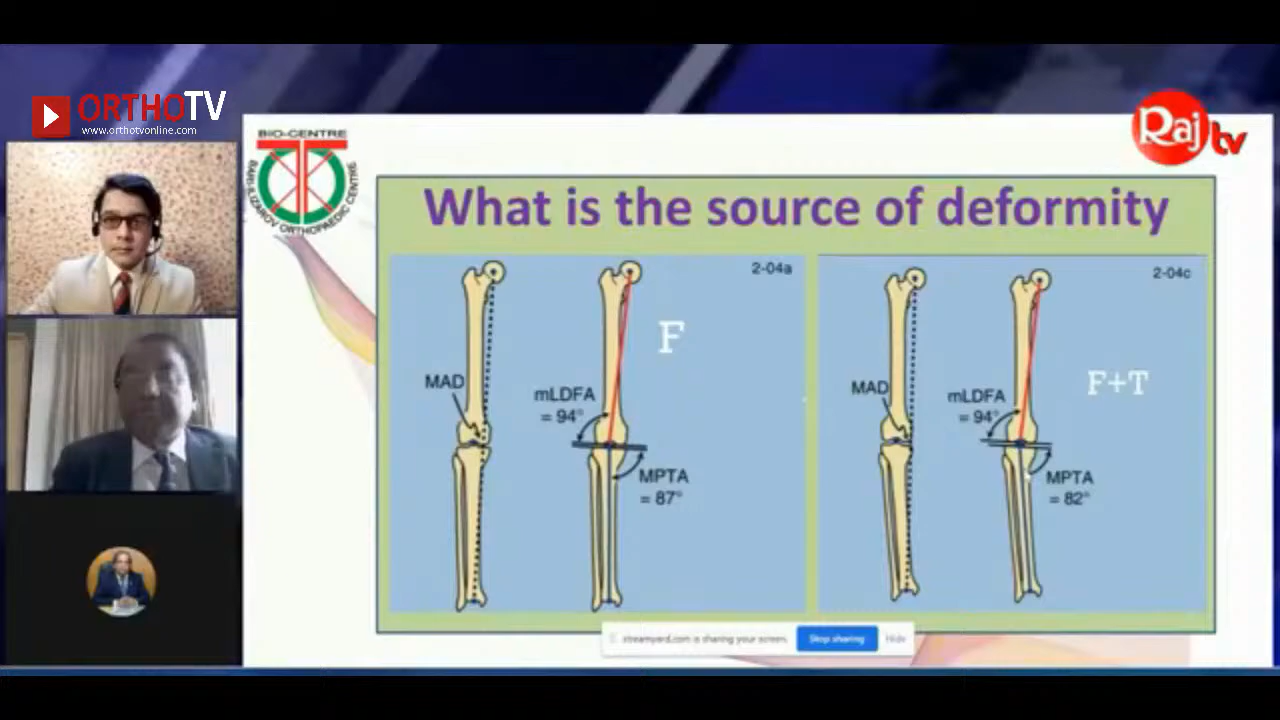 ORTHOTV
www.orthotvonline.com
BIO-CENTRE
BARI-ILIZAROV ORTHOPAEDIC CENTRE
Raj tv
What is the source of deformity
2-04a
F
MAD
mLDFA
= 94°
MPTA
= 87°
2-04c
F+T
MAD
mLDFA
= 94°
MPTA
= 82°
streamyard.com is sharing your screen.
Stop sharing
Hide